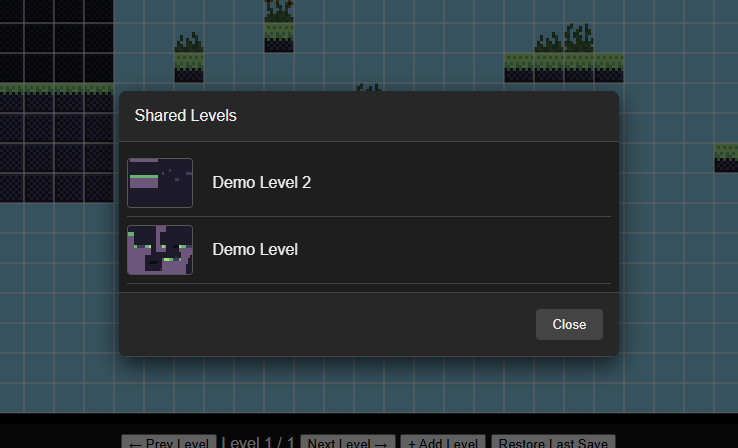 Shared Levels
Demo Level 2
Demo Level
Close
← Prev Level Level 1 / 1 Next Level → + Add Level Restore Last Save